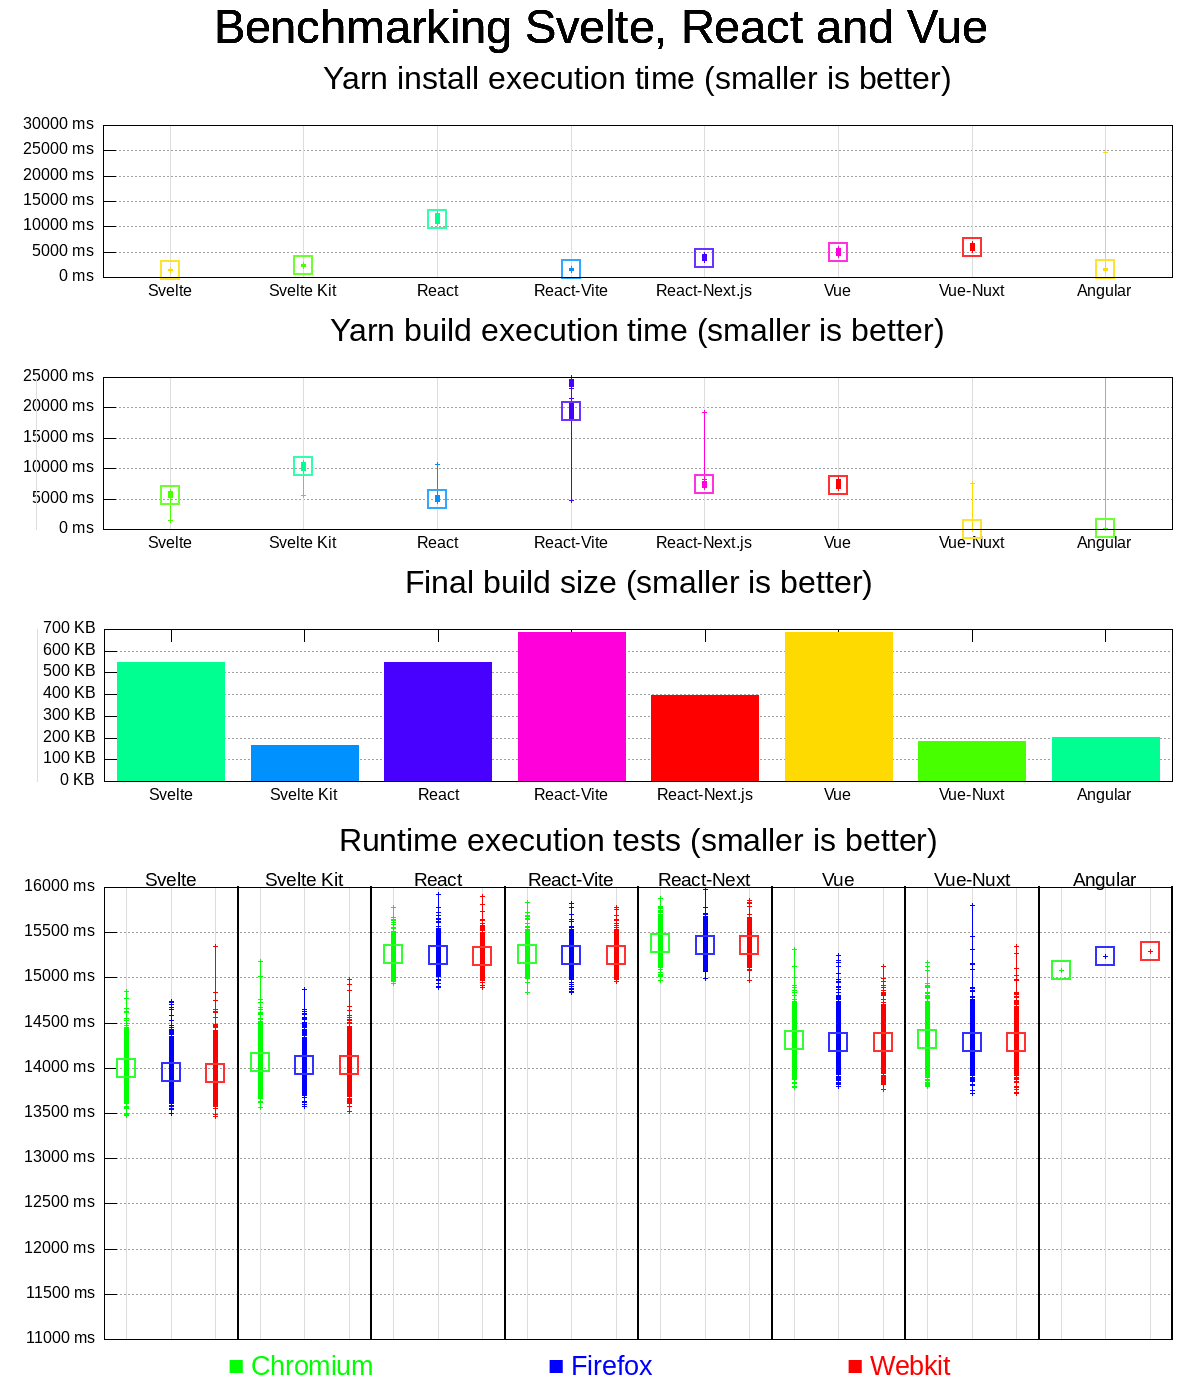 Benchmarking Svelte, React and Vue
Yarn install execution time (smaller is better)
30000 ms
25000 ms
20000 ms
15000 ms
10000 ms
5000 ms
0 ms
Svelte Svelte Kit React React-Vite React-Next.js Vue Vue-Nuxt Angular
Yarn build execution time (smaller is better)
25000 ms
20000 ms
15000 ms
10000 ms
5000 ms
0 ms
Svelte Svelte Kit React React-Vite React-Next.js Vue Vue-Nuxt Angular
Final build size (smaller is better)
700 KB
600 KB
500 KB
400 KB
300 KB
200 KB
100 KB
0 KB
Svelte Svelte Kit React React-Vite React-Next.js Vue Vue-Nuxt Angular
Runtime execution tests (smaller is better)
Svelte Svelte Kit React React-Vite React-Next Vue Vue-Nuxt Angular
16000 ms
15500 ms
15000 ms
14500 ms
14000 ms
13500 ms
13000 ms
12500 ms
12000 ms
11500 ms
11000 ms
Chromium Firefox Webkit